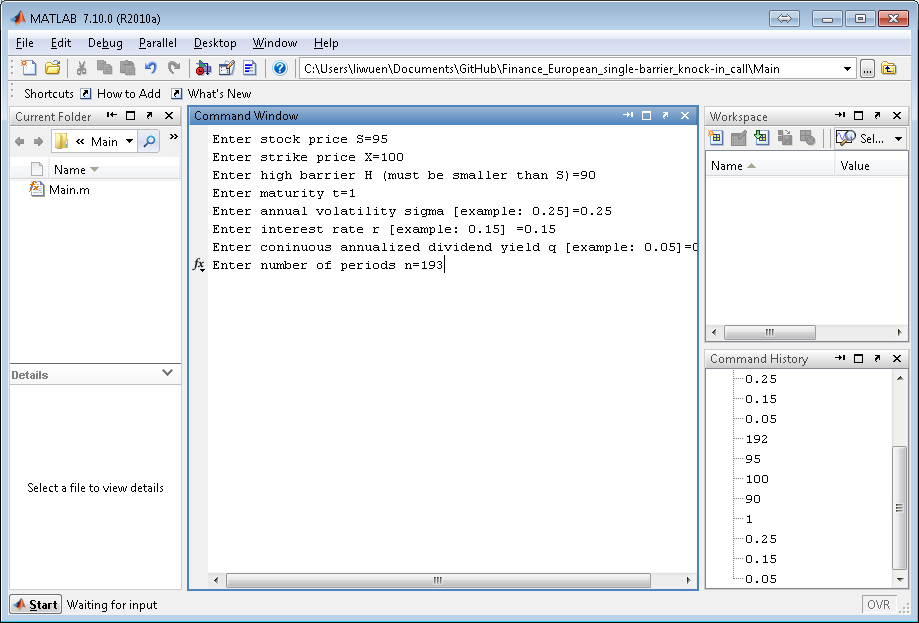 MATLAB 7.10.0 (R2010a)
File Edit Debug Parallel Desktop Window Help
C:\Users\liwuen\Documents\GitHub\Finance_European_single-barrier_knock-in_call\Main
Shortcuts How to Add What's New
Current Folder
« Main »
Name
Main.m
Details
Select a file to view details
Command Window
Enter stock price S=95
Enter strike price X=100
Enter high barrier H (must be smaller than S)=90
Enter maturity t=1
Enter annual volatility sigma [example: 0.25]=0.25
Enter interest rate r [example: 0.15] =0.15
Enter coninuous annualized dividend yield q [example: 0.05]=0
fx Enter number of periods n=193
Workspace
Sel...
Name Value
Command History
0.25
0.15
0.05
192
95
100
90
1
0.25
0.15
0.05
Start Waiting for input
OVR